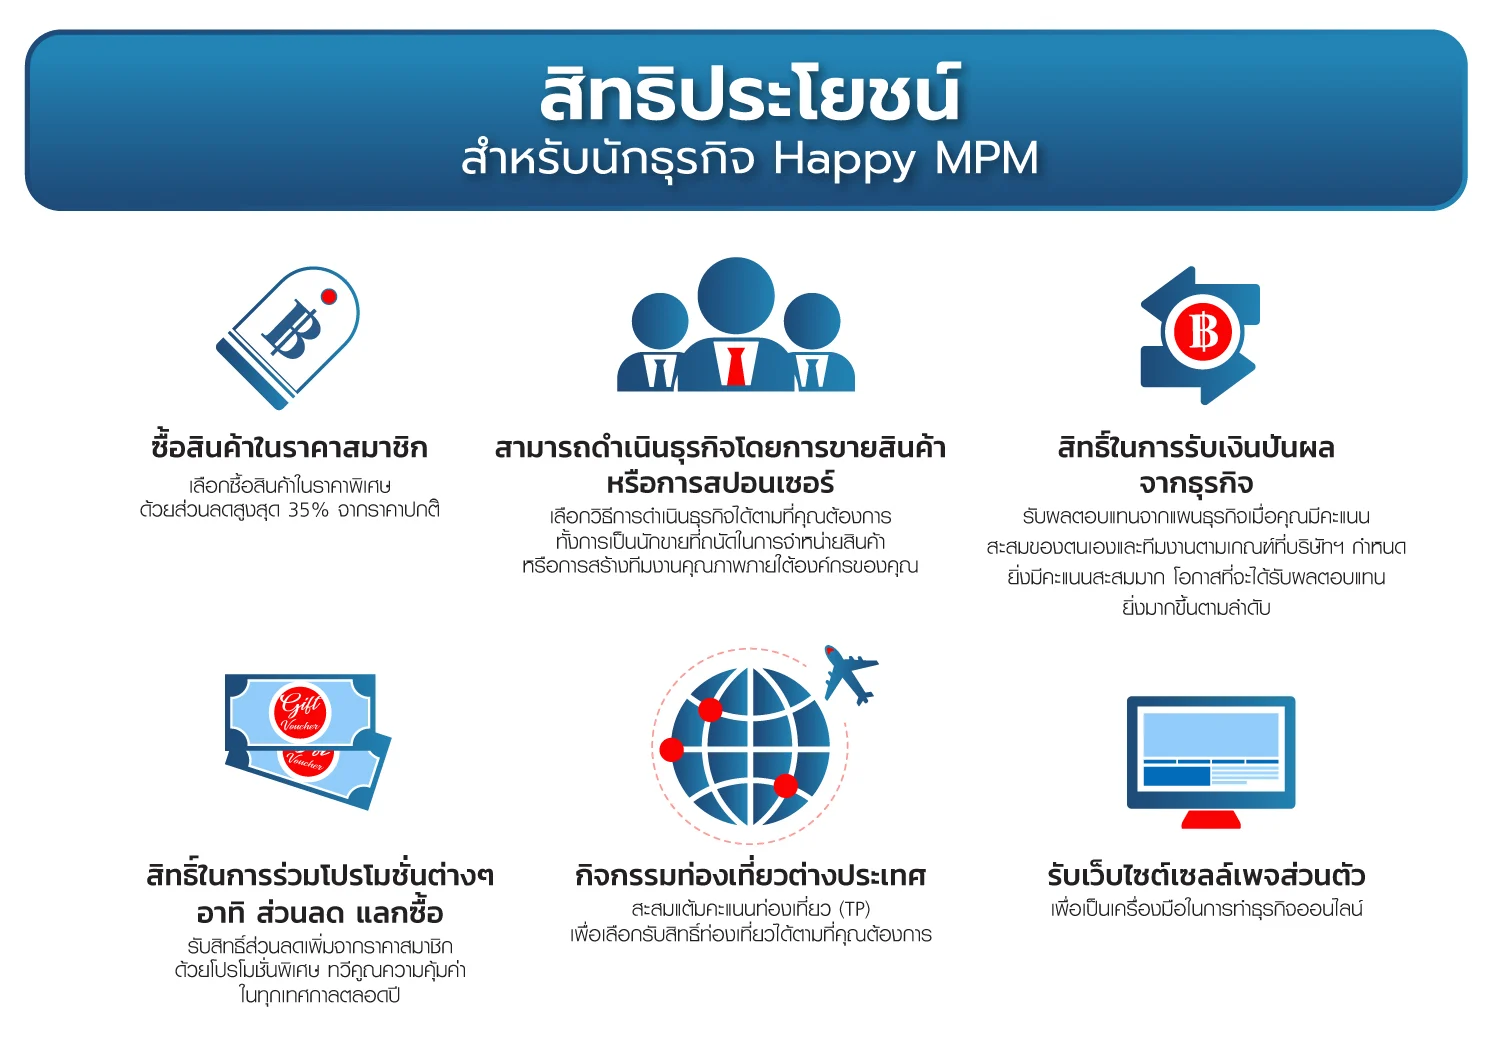 สิทธิประโยชน์
สำหรับนักธุรกิจ Happy MPM
ซื้อสินค้าในราคาสมาชิก
เลือกซื้อสินค้าในราคาพิเศษ
ด้วยส่วนลดสูงสุด 35% จากราคาปกติ
สามารถดำเนินธุรกิจโดยการขายสินค้า
หรือการสปอนเซอร์
เลือกวิธีการดำเนินธุรกิจได้ตามที่คุณต้องการ
ทั้งการเป็นนักขายที่ถนัดในการจำหน่ายสินค้า
หรือการสร้างทีมงานคุณภาพภายใต้องค์กรของคุณ
สิทธิ์ในการรับเงินปันผล
จากธุรกิจ
รับผลตอบแทนจากแผนธุรกิจเมื่อคุณมีคะแนน
สะสมของตนเองและทีมงานตามเกณฑ์ที่บริษัทฯ กำหนด
ยิ่งมีคะแนนสะสมมาก โอกาสที่จะได้รับผลตอบแทน
ยิ่งมากขึ้นตามลำดับ
Gift
Voucher
Voucher
สิทธิ์ในการร่วมโปรโมชั่นต่างๆ
อาทิ ส่วนลด แลกซื้อ
รับสิทธิ์ส่วนลดเพิ่มจากราคาสมาชิก
ด้วยโปรโมชั่นพิเศษ ทวีคูณความคุ้มค่า
ในทุกเทศกาลตลอดปี
กิจกรรมท่องเที่ยวต่างประเทศ
สะสมแต้มคะแนนท่องเที่ยว (TP)
เพื่อเลือกรับสิทธิ์ท่องเที่ยวได้ตามที่คุณต้องการ
รับเว็บไซต์เซลล์เพจส่วนตัว
เพื่อเป็นเครื่องมือในการทำธุรกิจออนไลน์